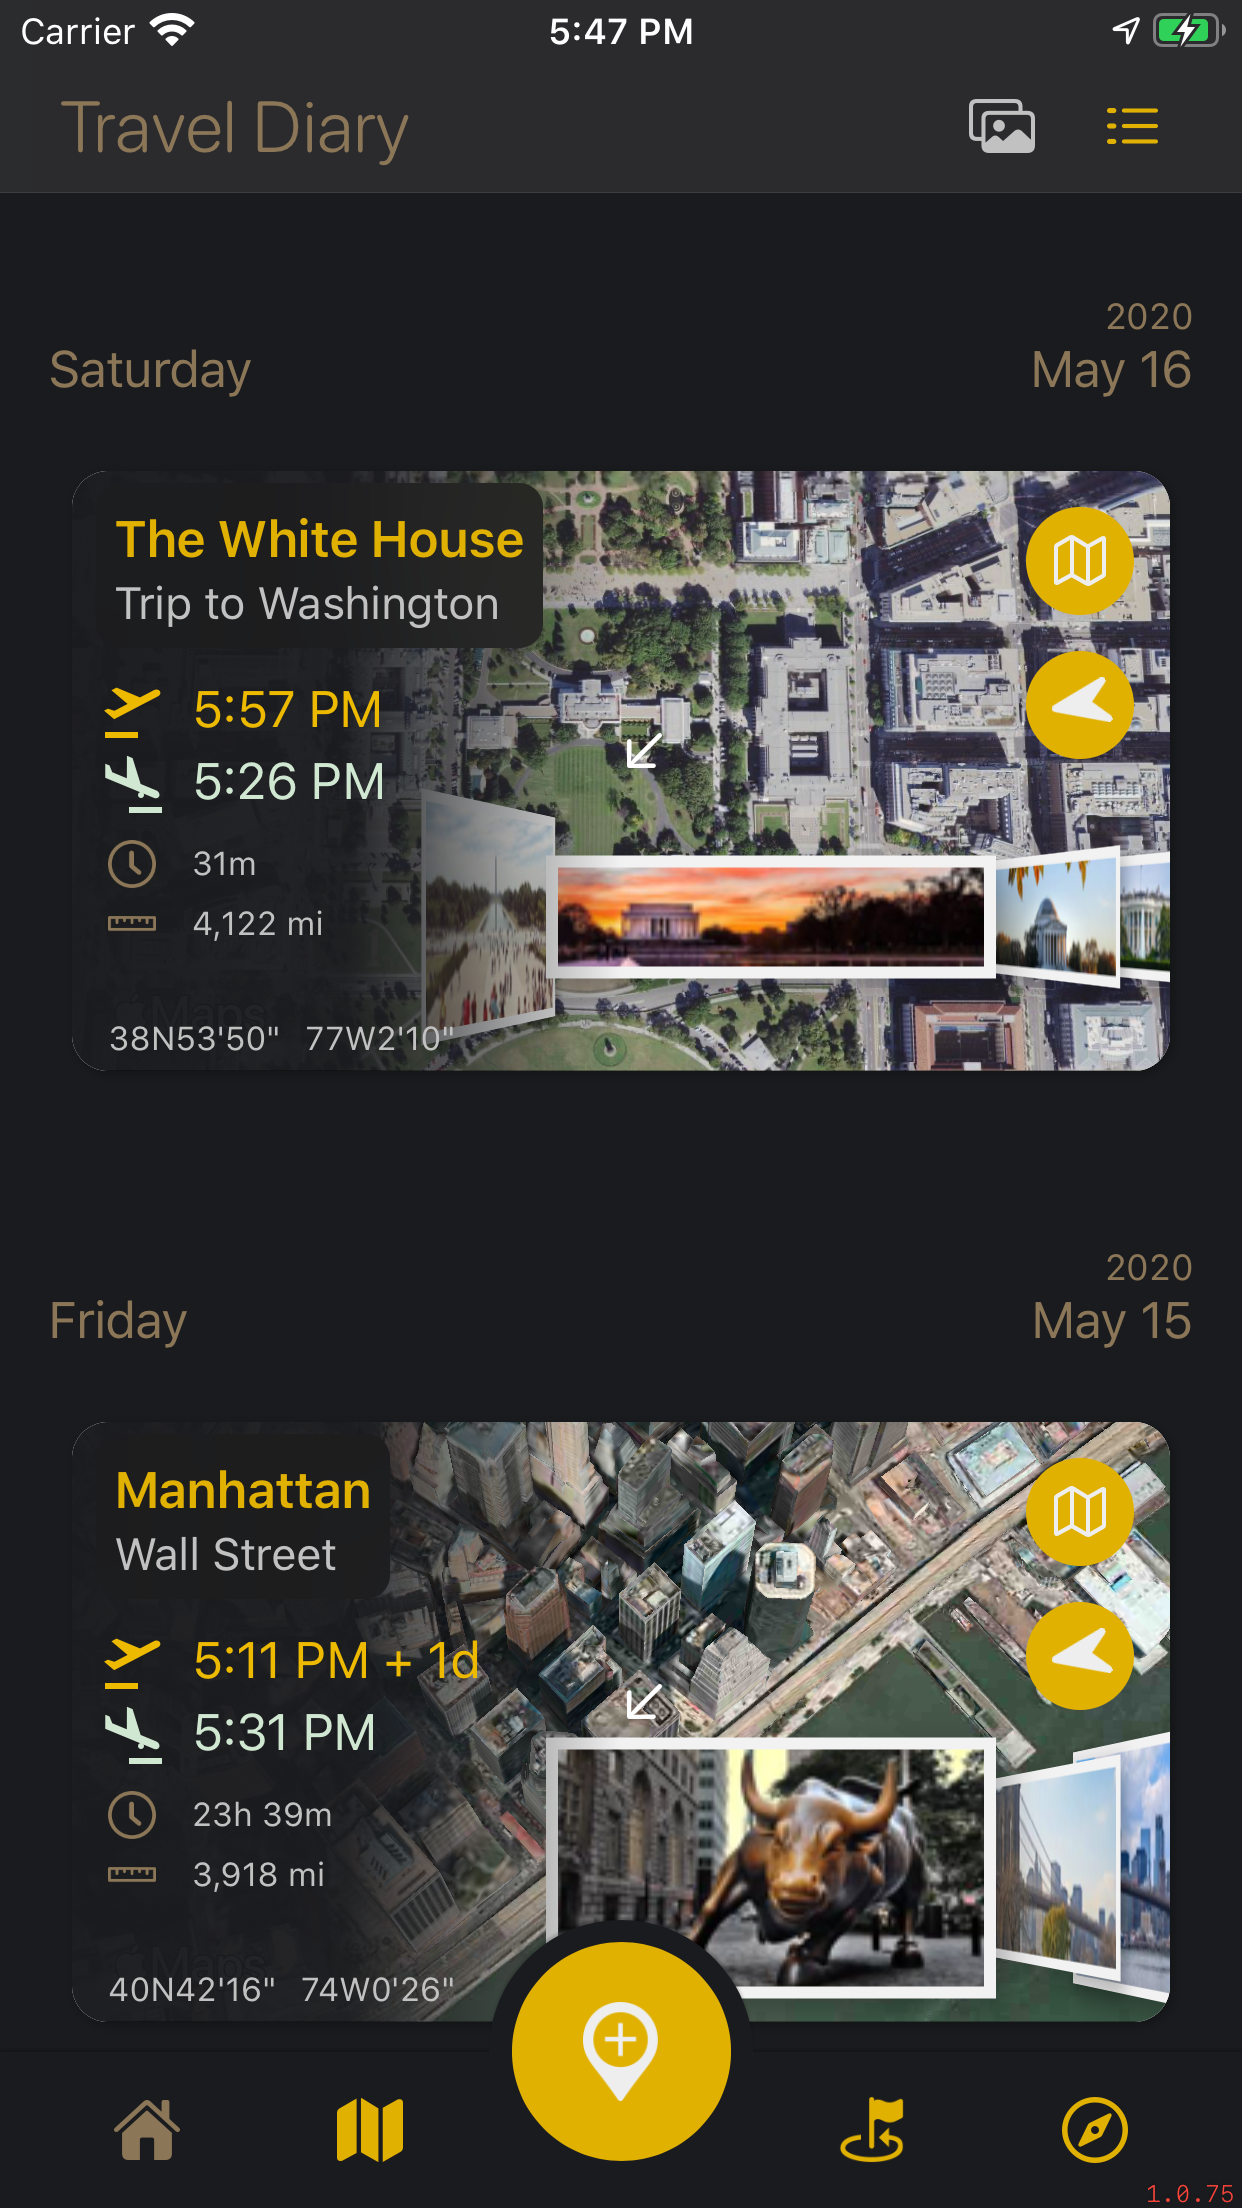 Carrier 5:47 PM
Travel Diary
2020
Saturday May 16
The White House
Trip to Washington
5:57 PM
5:26 PM
31m
4,122 mi
Maps
38N53'50" 77W2'10"
2020
Friday May 15
Manhattan
Wall Street
5:11 PM + 1d
5:31 PM
23h 39m
3,918 mi
Maps
40N42'16" 74W0'26"
1.0.75